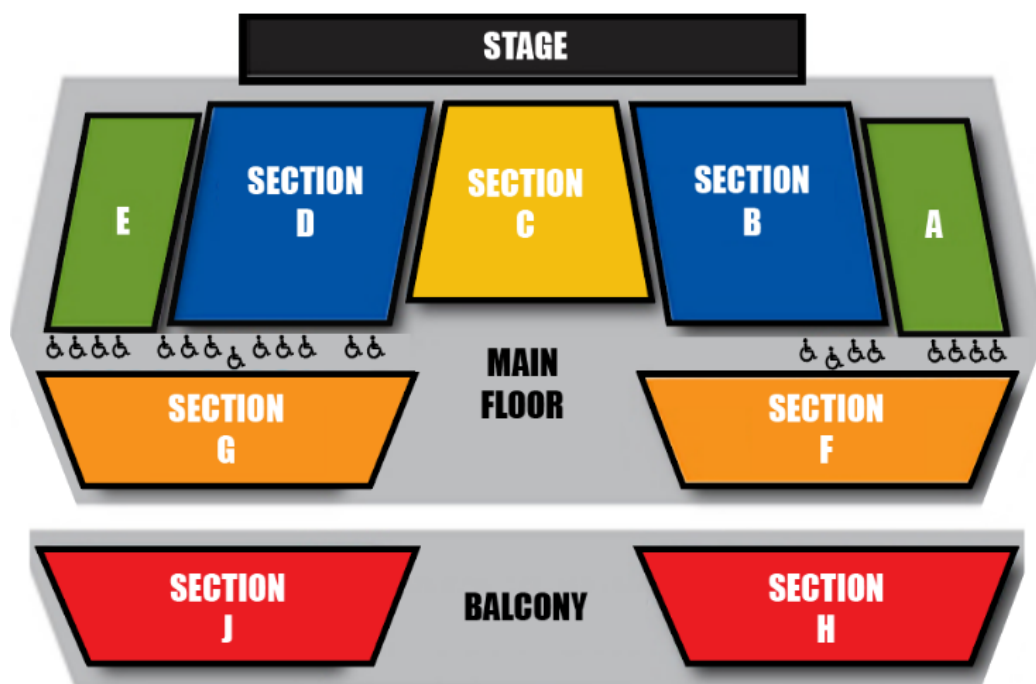 STAGE
E
SECTION
D
SECTION
C
SECTION
B
A
MAIN
FLOOR
SECTION
G
SECTION
F
SECTION
J
BALCONY
SECTION
H